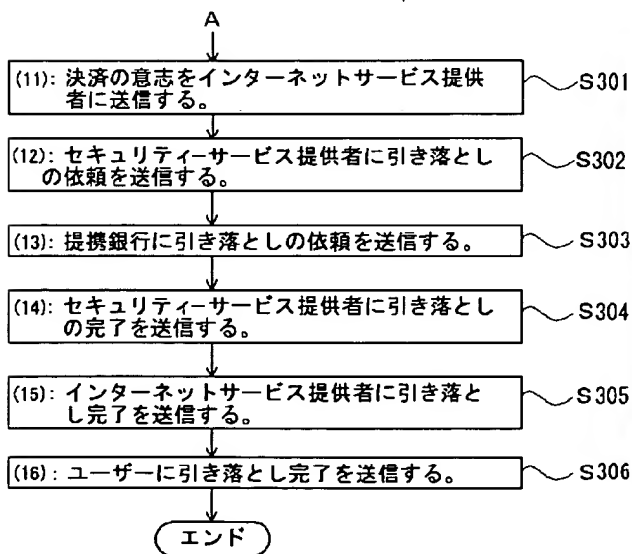 A
(11): 決済の意志をインターネットサービス提供
者に送信する。
S301
(12): セキュリティーサービス提供者に引き落とし
の依頼を送信する。
S302
(13): 提携銀行に引き落としの依頼を送信する。
S303
(14): セキュリティーサービス提供者に引き落とし
の完了を送信する。
S304
(15): インターネットサービス提供者に引き落と
し完了を送信する。
S305
(16): ユーザーに引き落とし完了を送信する。
S306
エンド